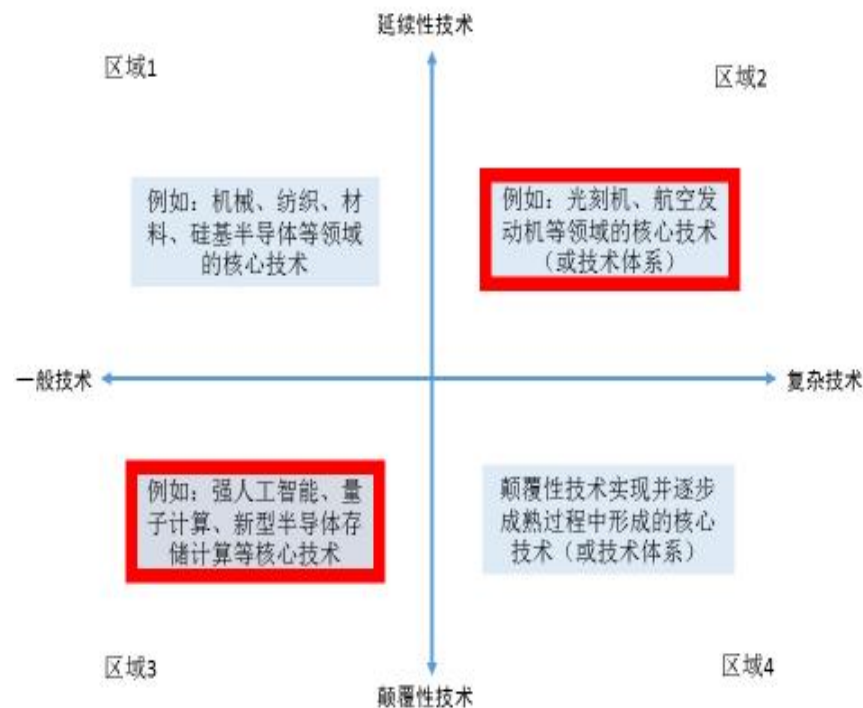 延续性技术
区域1
区域2
例如：机械、纺织、材
料、硅基半导体等领域
的核心技术
例如：光刻机、航空发
动机等领域的核心技术
（或技术体系）
一般技术
复杂技术
例如：强人工智能、量
子计算、新型半导体存
储计算等核心技术
颠覆性技术实现并逐步
成熟过程中形成的核心
技术（或技术体系）
区域3
区域4
颠覆性技术